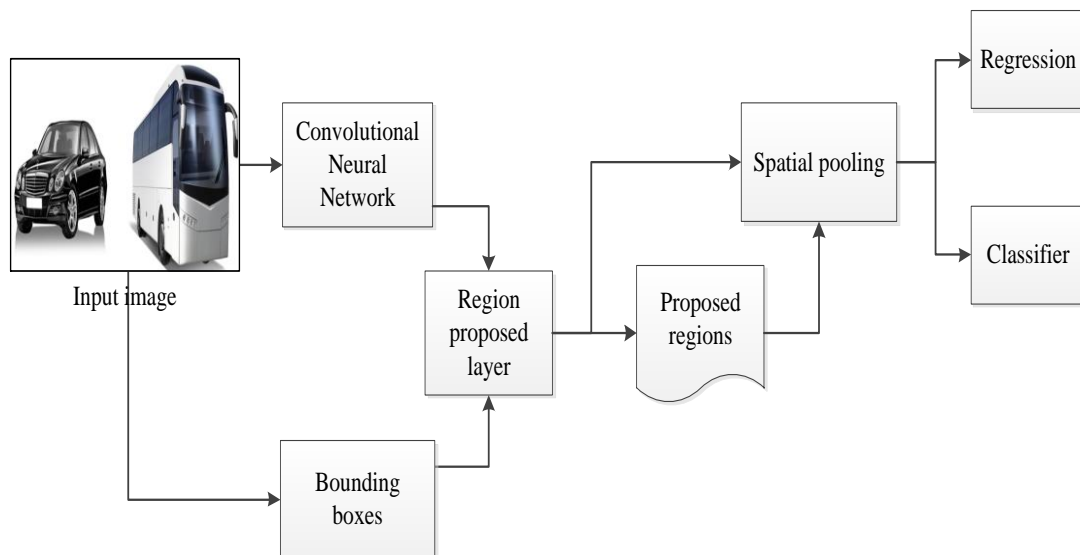 Input image
Convolutional
Neural
Network
Bounding
boxes
Region
proposed
layer
Proposed
regions
Spatial pooling
Regression
Classifier